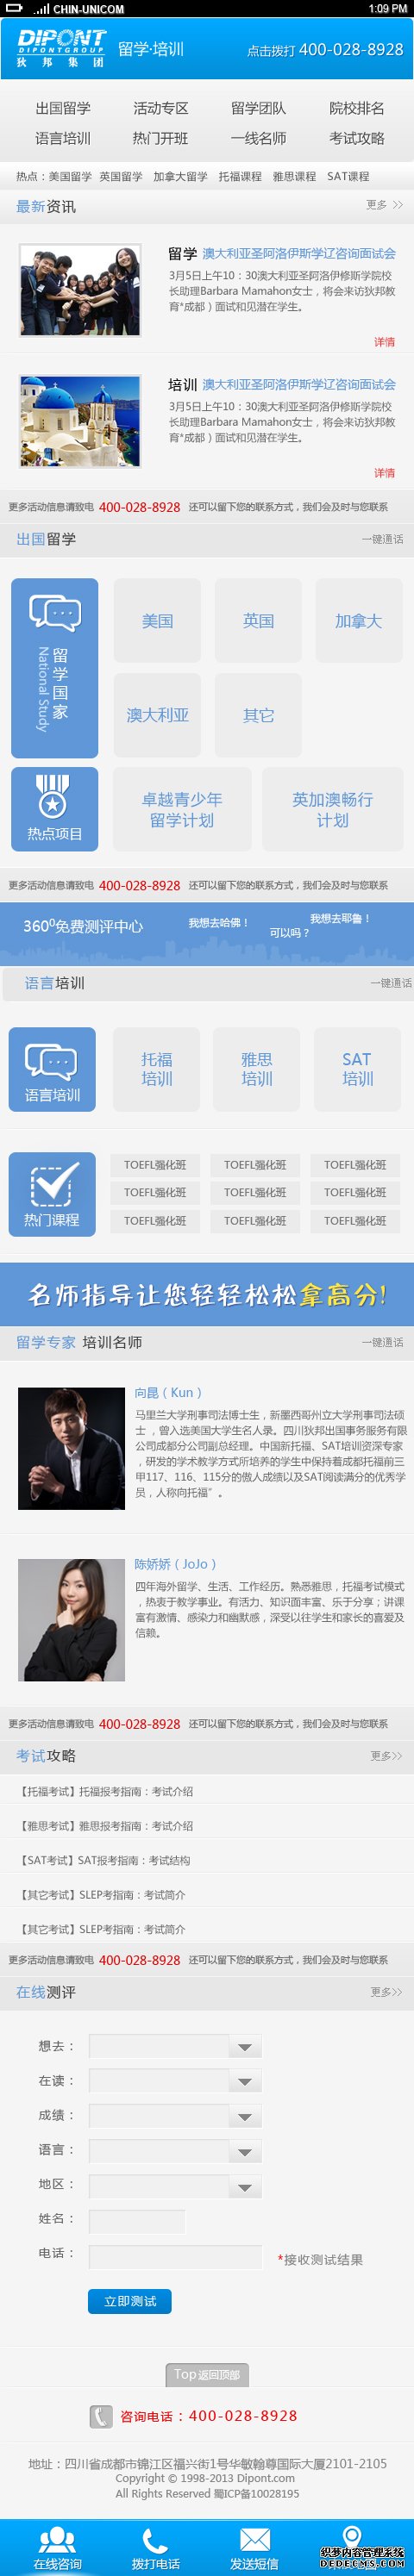 CHIN-UNICOM 1:09 PM
DIPONT
狄邦集团
留学·培训
点击拨打 400-028-8928
出国留学 活动专区 留学团队 院校排名
语言培训 热门开班 一线名师 考试攻略
热点：美国留学 英国留学 加拿大留学 托福课程 雅思课程 SAT课程
最新资讯 更多 >>
留学 澳大利亚圣阿洛伊斯学辽咨询面试会
3月5日上午10：30澳大利亚圣阿洛伊修斯学院校
长助理Barbara Mamahon女士，将会来访狄邦教
育*成都）面试和见潜在学生。
详情
培训 澳大利亚圣阿洛伊斯学辽咨询面试会
3月5日上午10：30澳大利亚圣阿洛伊修斯学院校
长助理Barbara Mamahon女士，将会来访狄邦教
育*成都）面试和见潜在学生。
详情
更多活动信息请致电 400-028-8928 还可以留下您的联系方式，我们会及时与您联系
出国留学 一键通话
留学国家
National Study
美国 英国 加拿大
澳大利亚 其它
热点项目
卓越青少年
留学计划
英加澳畅行
计划
更多活动信息请致电 400-028-8928 还可以留下您的联系方式，我们会及时与您联系
360⁰免费测评中心
我想去哈佛！
我想去耶鲁！
可以吗？
语言培训 一键通话
语言培训
托福
培训
雅思
培训
SAT
培训
热门课程
TOEFL强化班 TOEFL强化班 TOEFL强化班
TOEFL强化班 TOEFL强化班 TOEFL强化班
TOEFL强化班 TOEFL强化班 TOEFL强化班
名师指导让您轻轻松松拿高分!
留学专家 培训名师 一键通话
向昆（Kun）
马里兰大学刑事司法博士生，新墨西哥州立大学刑事司法硕
士 ，曾入选美国大学生名人录。四川狄邦出国事务服务有限
公司成都分公司副总经理。中国新托福、SAT培训资深专家
，研发的学术教学方式所培养的学生中保持着成都托福前三
甲117、116、115分的傲人成绩以及SAT阅读满分的优秀学
员，人称向托福”。
陈娇娇（JoJo）
四年海外留学、生活、工作经历。熟悉雅思，托福考试模式
，热衷于教学事业。有活力、知识面丰富、乐于分享；讲课
富有激情、感染力和幽默感，深受以往学生和家长的喜爱及
信赖。
更多活动信息请致电 400-028-8928 还可以留下您的联系方式，我们会及时与您联系
考试攻略 更多>>
【托福考试】托福报考指南：考试介绍
【雅思考试】雅思报考指南：考试介绍
【SAT考试】SAT报考指南：考试结构
【其它考试】SLEP考指南：考试简介
【其它考试】SLEP考指南：考试简介
更多活动信息请致电 400-028-8928 还可以留下您的联系方式，我们会及时与您联系
在线测评 更多>>
想去：
在读：
成绩：
语言：
地区：
姓名：
电话： *接收测试结果
立即测试
Top返回顶部
咨询电话：400-028-8928
地址：四川省成都市锦江区福兴街1号华敏翰尊国际大厦2101-2105
Copyright © 1998-2013 Dipont.com
All Rights Reserved 蜀ICP备10028195
在线咨询 拨打电话 发送短信
织梦内容管理系统
DEDECMS.COM